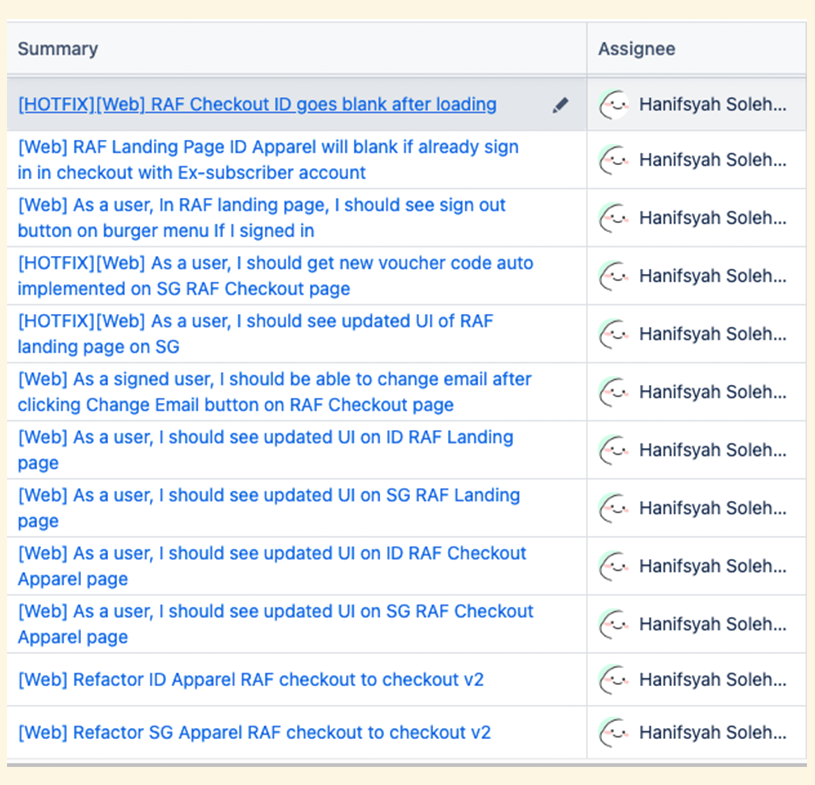 Summary Assignee
[HOTFIX][Web] RAF Checkout ID goes blank after loading Hanifsyah Soleh...
[Web] RAF Landing Page ID Apparel will blank if already sign
in in checkout with Ex-subscriber account Hanifsyah Soleh...
[Web] As a user, In RAF landing page, I should see sign out
button on burger menu If I signed in Hanifsyah Soleh...
[HOTFIX][Web] As a user, I should get new voucher code auto
implemented on SG RAF Checkout page Hanifsyah Soleh...
[HOTFIX][Web] As a user, I should see updated UI of RAF
landing page on SG Hanifsyah Soleh...
[Web] As a signed user, I should be able to change email after
clicking Change Email button on RAF Checkout page Hanifsyah Soleh...
[Web] As a user, I should see updated UI on ID RAF Landing
page Hanifsyah Soleh...
[Web] As a user, I should see updated UI on SG RAF Landing
page Hanifsyah Soleh...
[Web] As a user, I should see updated UI on ID RAF Checkout
Apparel page Hanifsyah Soleh...
[Web] As a user, I should see updated UI on SG RAF Checkout
Apparel page Hanifsyah Soleh...
[Web] Refactor ID Apparel RAF checkout to checkout v2 Hanifsyah Soleh...
[Web] Refactor SG Apparel RAF checkout to checkout v2 Hanifsyah Soleh...